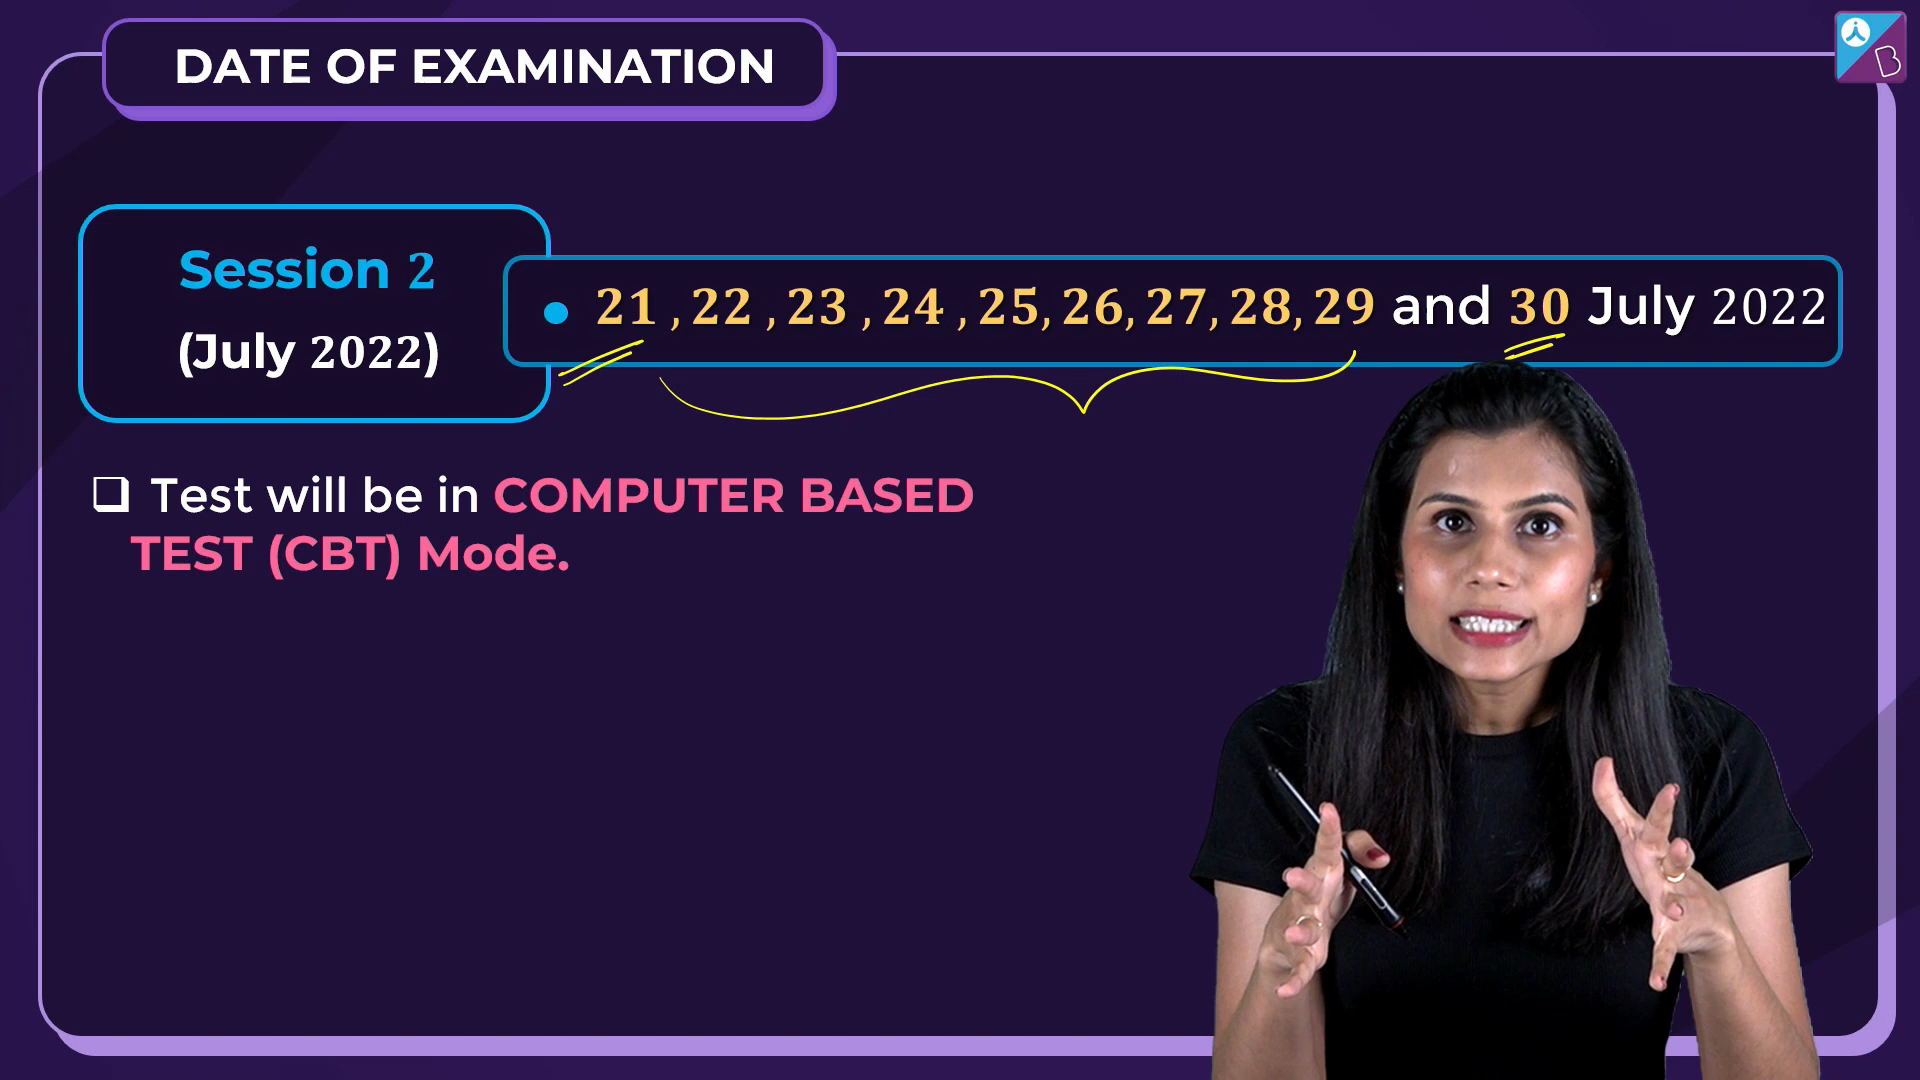 DATE OF EXAMINATION
Session 2
(July 2022)
• 21 , 22 , 23 , 24 , 25, 26, 27, 28, 29 and 30 July 2022
❑ Test will be in COMPUTER BASED
TEST (CBT) Mode.
B